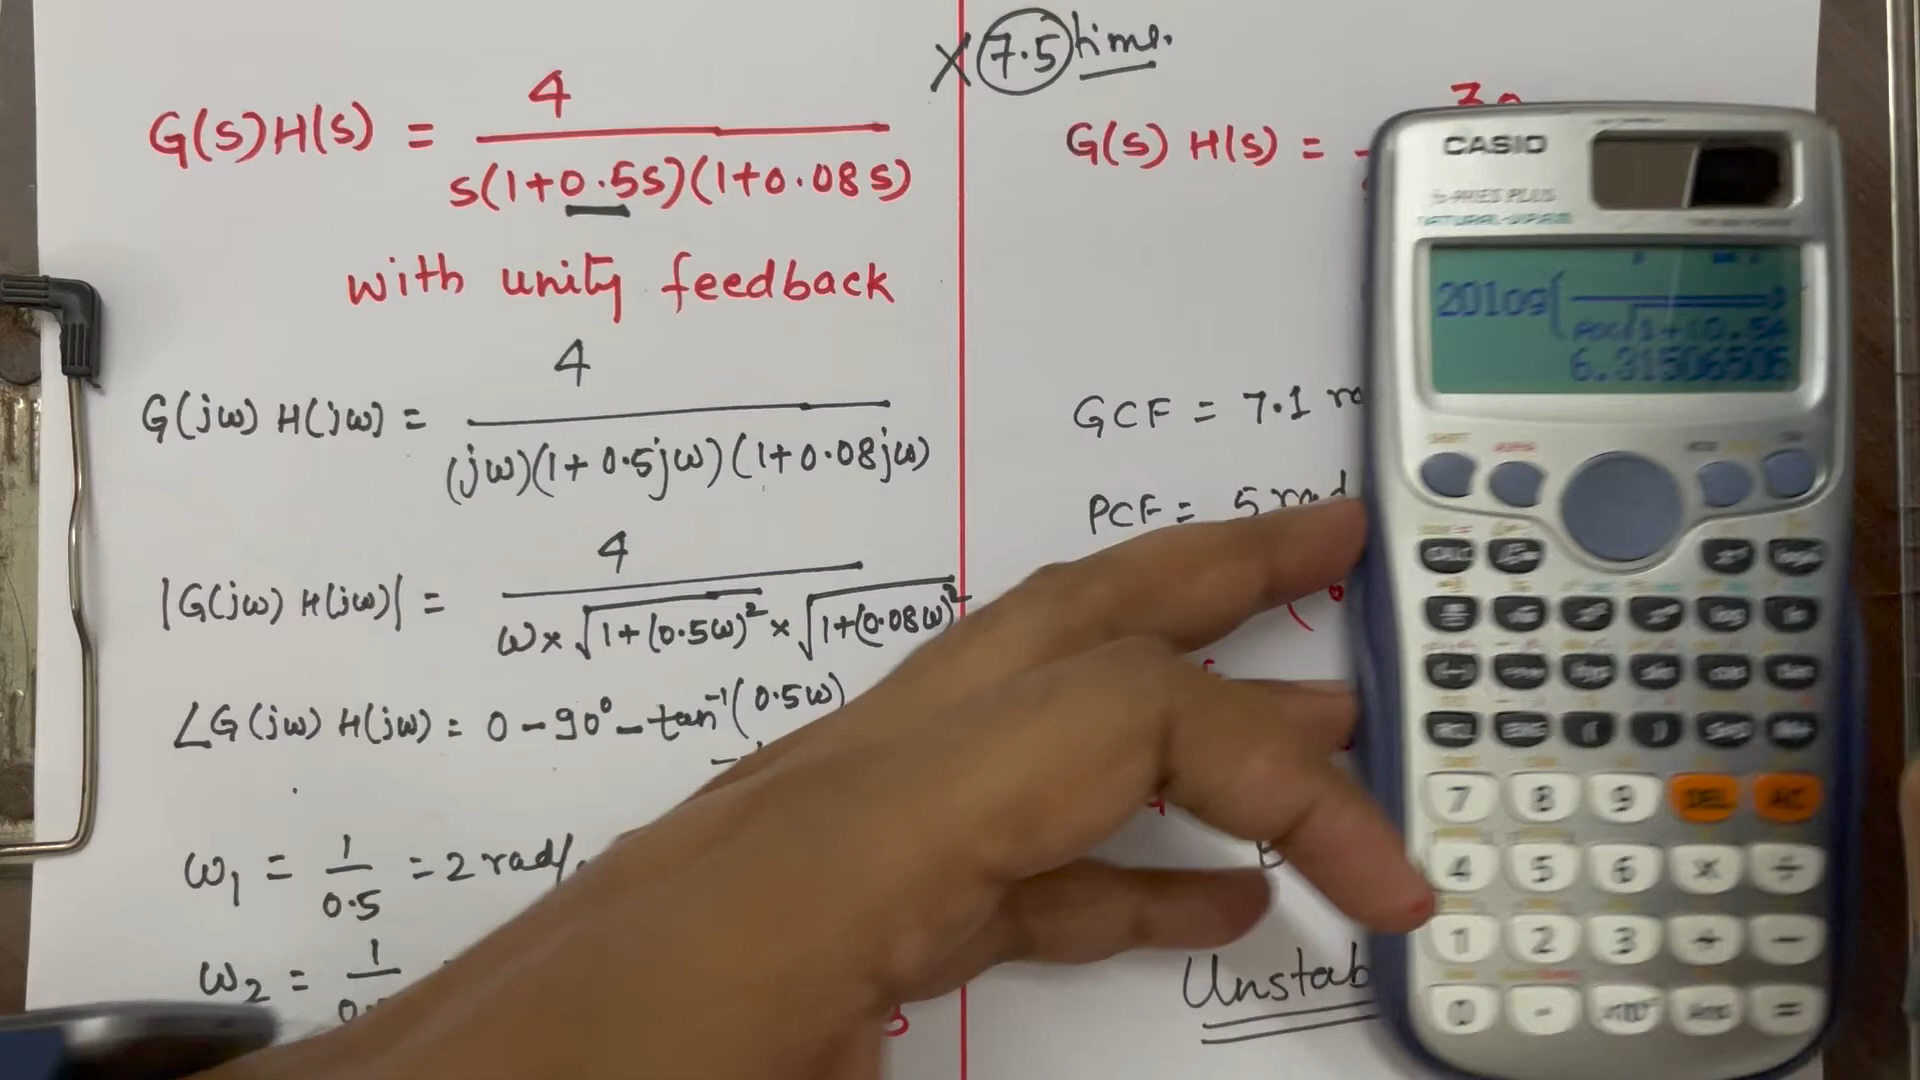 × 7.5 time.
G(s)H(s) = 4 / s(1+0.5s)(1+0.08s)
with unity feedback
G(jω) H(jω) = 4 / (jω)(1+0.5jω)(1+0.08jω)
|G(jω) H(jω)| = 4 / ω×√1+(0.5ω)² × √1+(0.08ω)²
∠G(jω) H(jω) = 0-90°-tan⁻¹(0.5ω)
ω₁ = 1/0.5 = 2 rad/
ω₂ = 1
G(s) H(s) =
GCF = 7.1
PCF = 5 rad
Unstab
CASIO
20log(
6.31506506
7 8 9 DEL AC
4 5 6 × ÷
1 2 3 + −
0 · Ans =